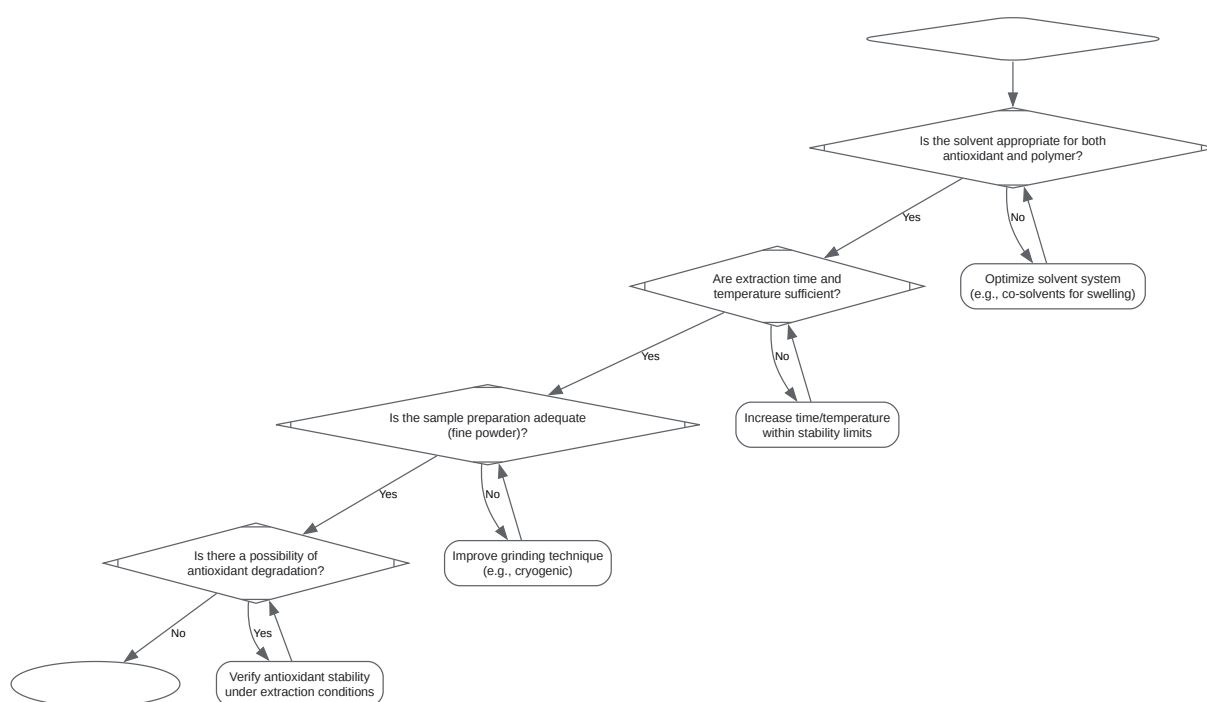 Is the solvent appropriate for both
antioxidant and polymer?
Yes
No
Are extraction time and
temperature sufficient?
Optimize solvent system
(e.g., co-solvents for swelling)
Yes
No
Is the sample preparation adequate
(fine powder)?
Increase time/temperature
within stability limits
Yes
No
Is there a possibility of
antioxidant degradation?
Improve grinding technique
(e.g., cryogenic)
No
Yes
Verify antioxidant stability
under extraction conditions